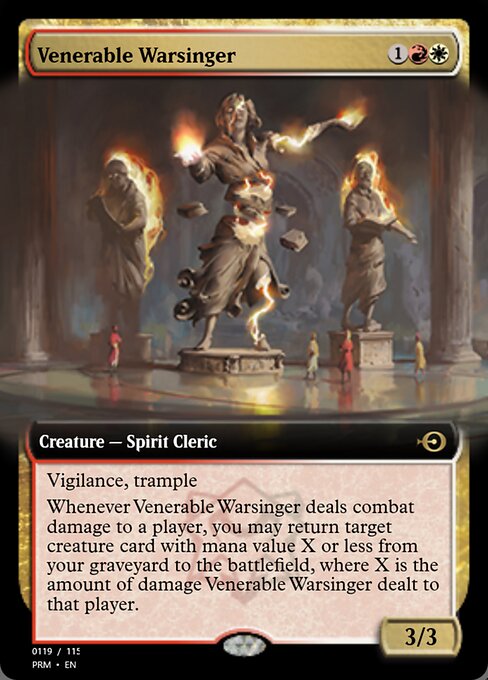 Venerable Warsinger 1
Creature — Spirit Cleric
Vigilance, trample
Whenever Venerable Warsinger deals combat
damage to a player, you may return target
creature card with mana value X or less from
your graveyard to the battlefield, where X is the
amount of damage Venerable Warsinger dealt to
that player.
3/3
0119 / 115
PRM • EN